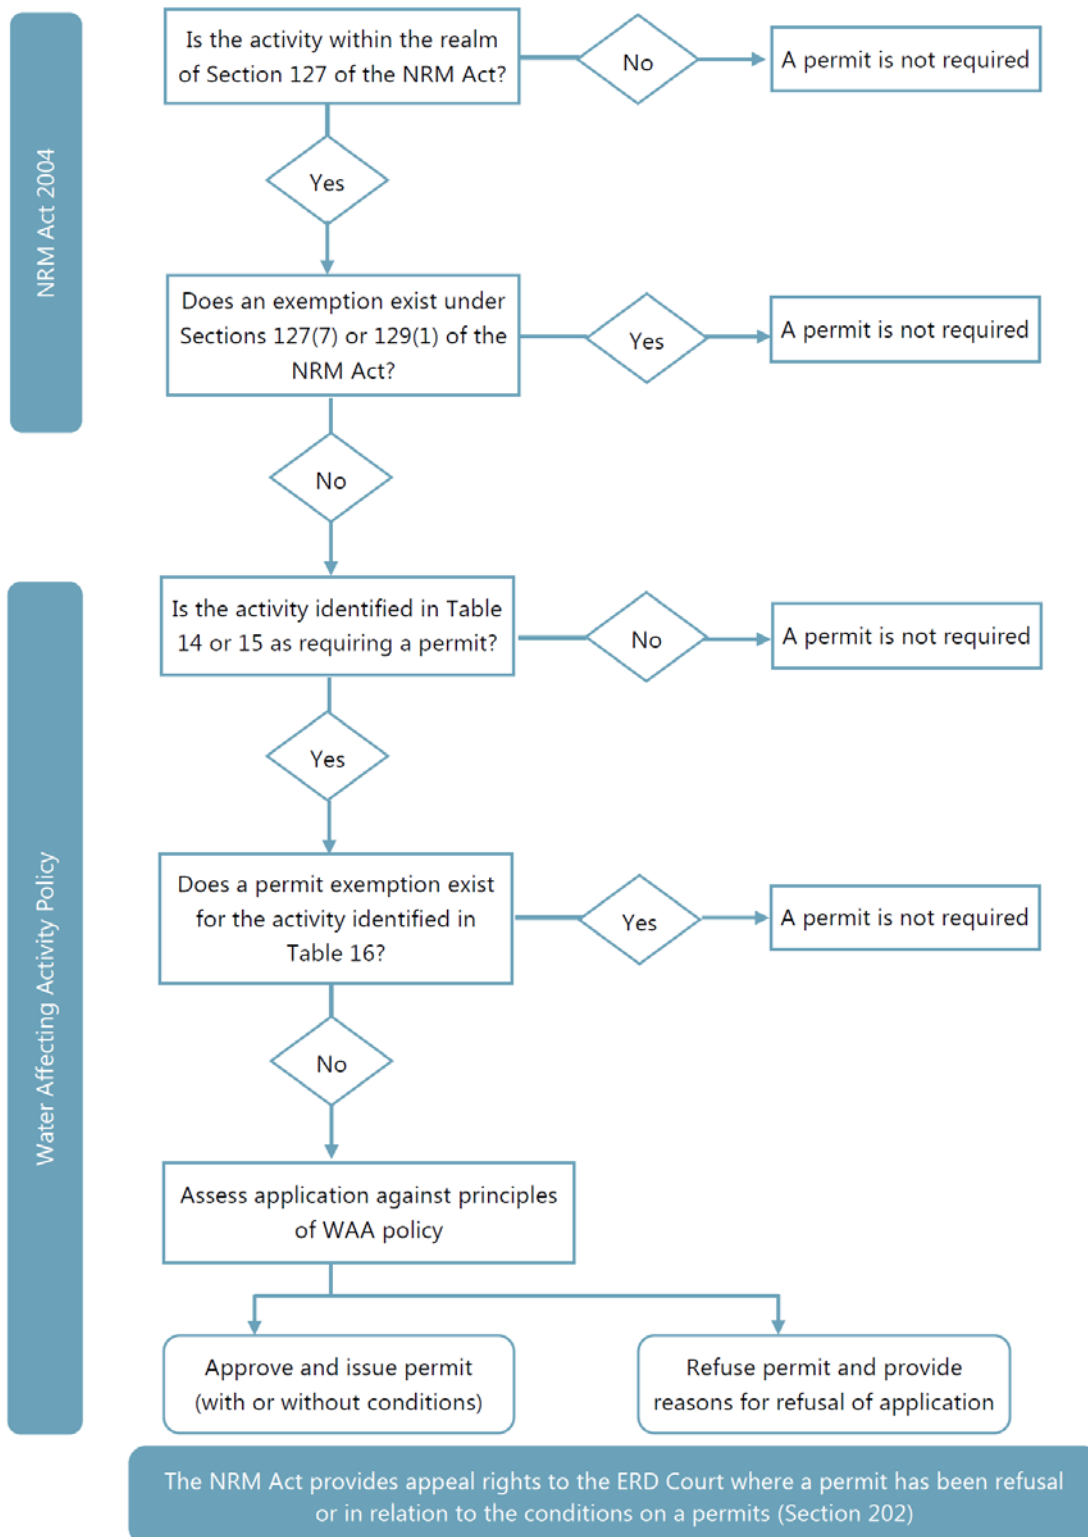 NRM Act 2004
Is the activity within the realm
of Section 127 of the NRM Act?
No
A permit is not required
Yes
Does an exemption exist under
Sections 127(7) or 129(1) of the
NRM Act?
Yes
A permit is not required
No
Water Affecting Activity Policy
Is the activity identified in Table
14 or 15 as requiring a permit?
No
A permit is not required
Yes
Does a permit exemption exist
for the activity identified in
Table 16?
Yes
A permit is not required
No
Assess application against principles
of WAA policy
Approve and issue permit
(with or without conditions)
Refuse permit and provide
reasons for refusal of application
The NRM Act provides appeal rights to the ERD Court where a permit has been refusal
or in relation to the conditions on a permits (Section 202)